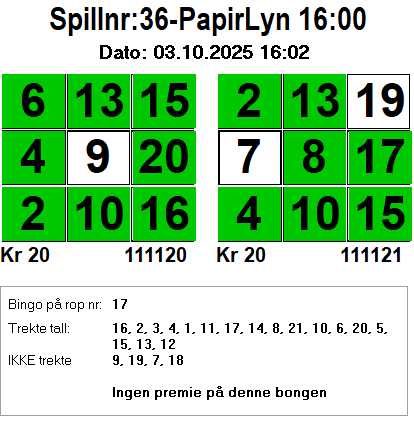 Spillnr:36-PapirLyn 16:00
Dato: 03.10.2025 16:02
6 13 15 2 13 19
4 9 20 7 8 17
2 10 16 4 10 15
Kr 20 111120 Kr 20 111121
Bingo på rop nr: 17
Trekte tall: 16, 2, 3, 4, 1, 11, 17, 14, 8, 21, 10, 6, 20, 5,
15, 13, 12
IKKE trekte 9, 19, 7, 18
Ingen premie på denne bongen